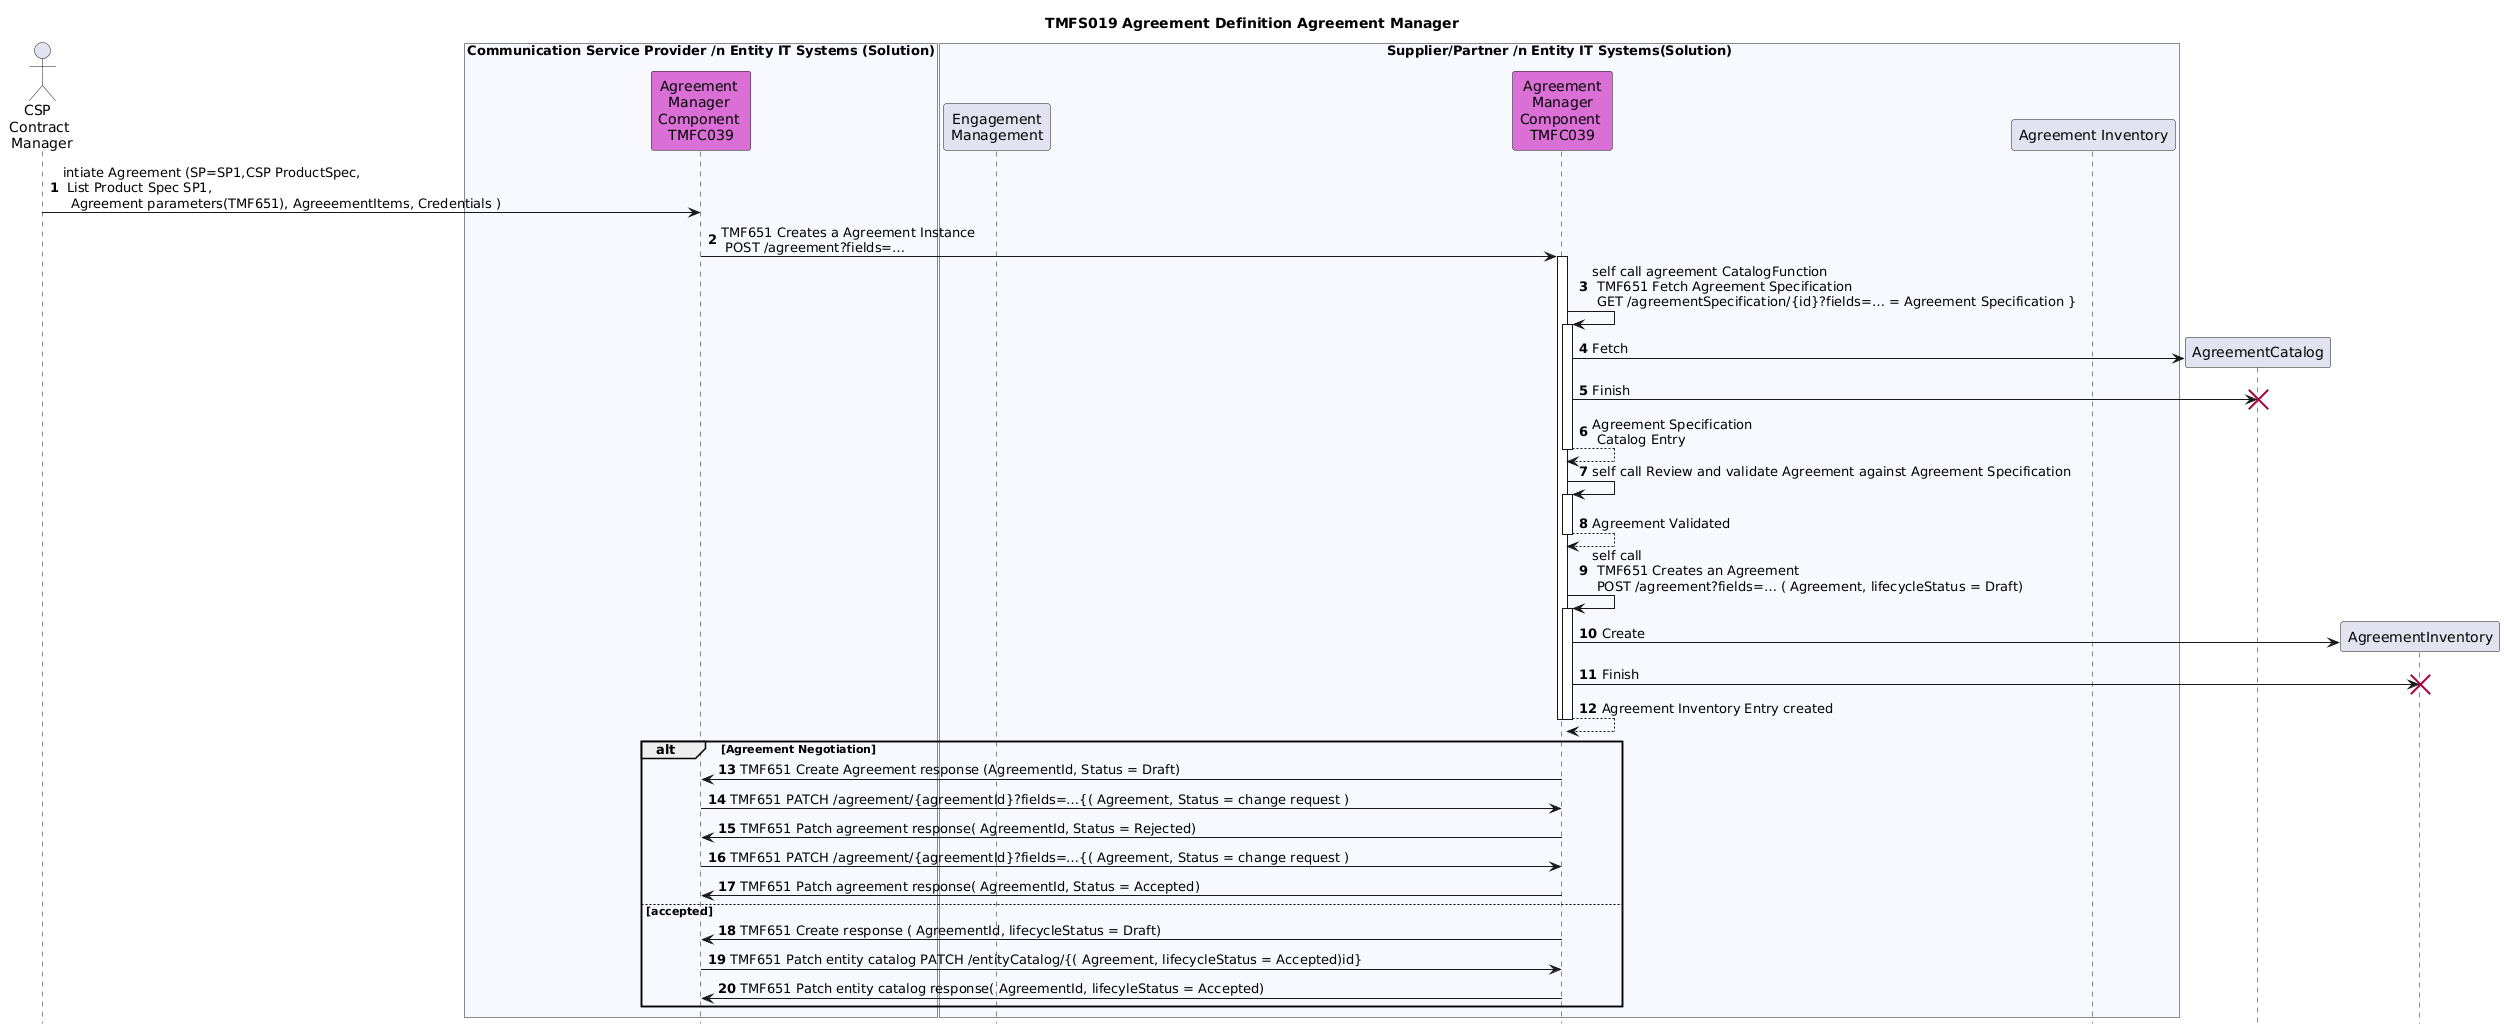 TMFS019 Agreement Definition Agreement Manager
Communication Service Provider /n Entity IT Systems (Solution)
Supplier/Partner /n Entity IT Systems(Solution)
CSP
Contract
Manager
Agreement
Manager
Component
TMFC039
Engagement
Management
Agreement
Manager
Component
TMFC039
Agreement Inventory
intiate Agreement (SP=SP1,CSP ProductSpec,
1 List Product Spec SP1,
Agreement parameters(TMF651), AgreeementItems, Credentials )
2 TMF651 Creates a Agreement Instance
POST /agreement?fields=...
self call agreement CatalogFunction
3 TMF651 Fetch Agreement Specification
GET /agreementSpecification/{id}?fields=... = Agreement Specification }
AgreementCatalog
4 Fetch
5 Finish
6 Agreement Specification
Catalog Entry
7 self call Review and validate Agreement against Agreement Specification
8 Agreement Validated
self call
9 TMF651 Creates an Agreement
POST /agreement?fields=... ( Agreement, lifecycleStatus = Draft)
AgreementInventory
10 Create
11 Finish
12 Agreement Inventory Entry created
alt [Agreement Negotiation]
13 TMF651 Create Agreement response (AgreementId, Status = Draft)
14 TMF651 PATCH /agreement/{agreementId}?fields=...{( Agreement, Status = change request )
15 TMF651 Patch agreement response( AgreementId, Status = Rejected)
16 TMF651 PATCH /agreement/{agreementId}?fields=...{( Agreement, Status = change request )
17 TMF651 Patch agreement response( AgreementId, Status = Accepted)
[accepted]
18 TMF651 Create response ( AgreementId, lifecycleStatus = Draft)
19 TMF651 Patch entity catalog PATCH /entityCatalog/{( Agreement, lifecycleStatus = Accepted)id}
20 TMF651 Patch entity catalog response( AgreementId, lifecyleStatus = Accepted)